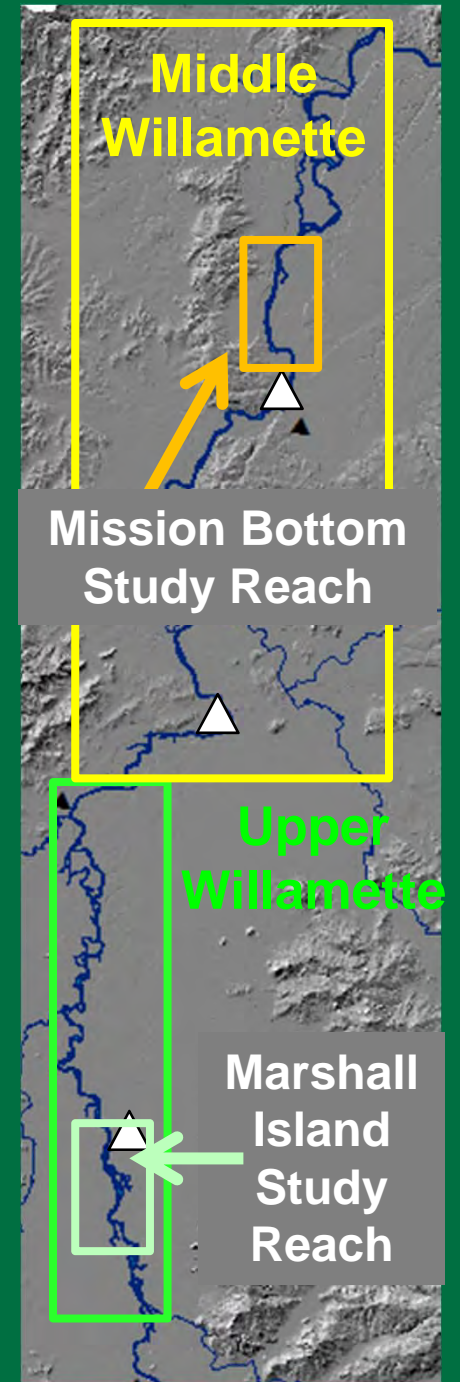 Middle
Willamette
Mission Bottom
Study Reach
Upper
Willamette
Marshall
Island
Study
Reach